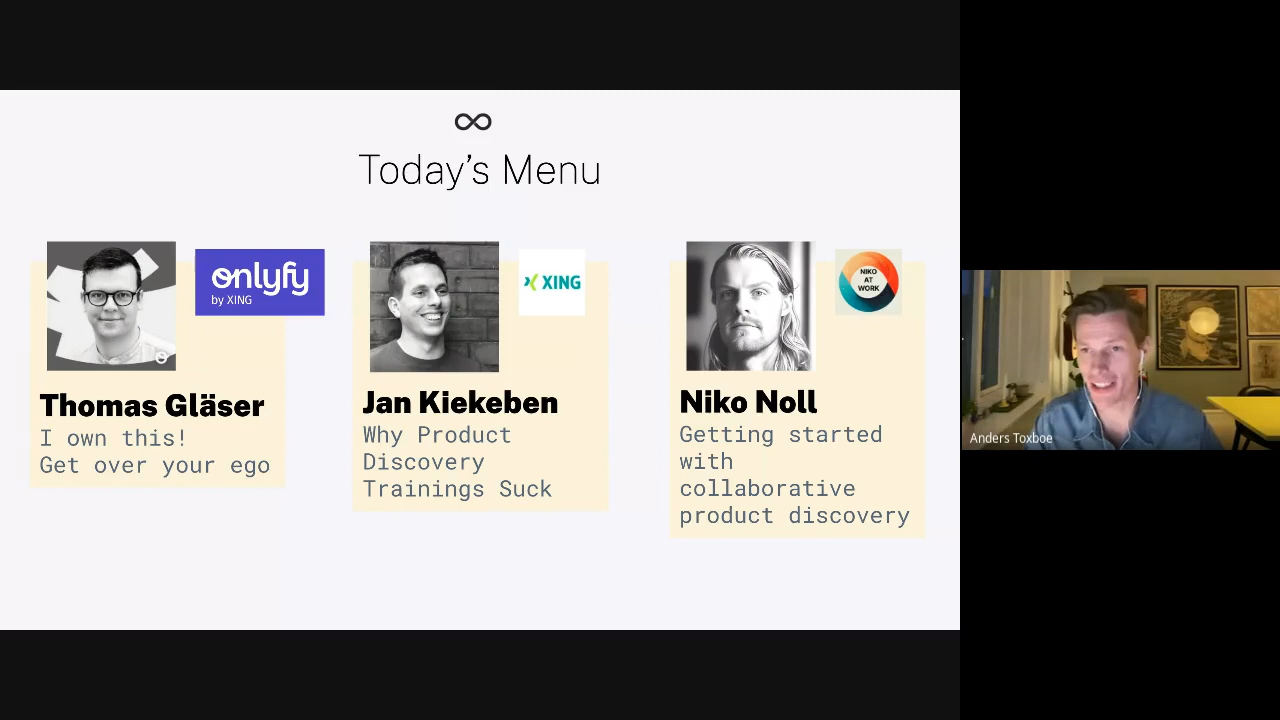 Today's Menu
onlyfy
by XING
Thomas Gläser
I own this!
Get over your ego
XING
Jan Kiekeben
Why Product
Discovery
Trainings Suck
NIKO
AT
WORK
Niko Noll
Getting started
with
collaborative
product discovery
Anders Toxboe